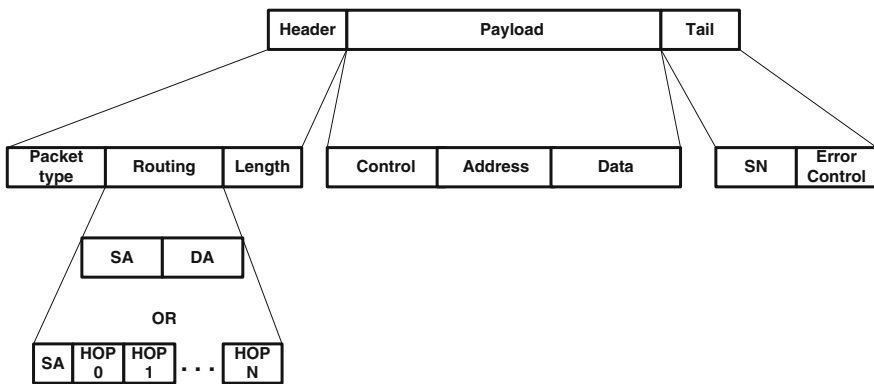 Header Payload Tail
Packet type Routing Length Control Address Data SN Error Control
SA DA
OR
SA HOP 0 HOP 1 . . . HOP N